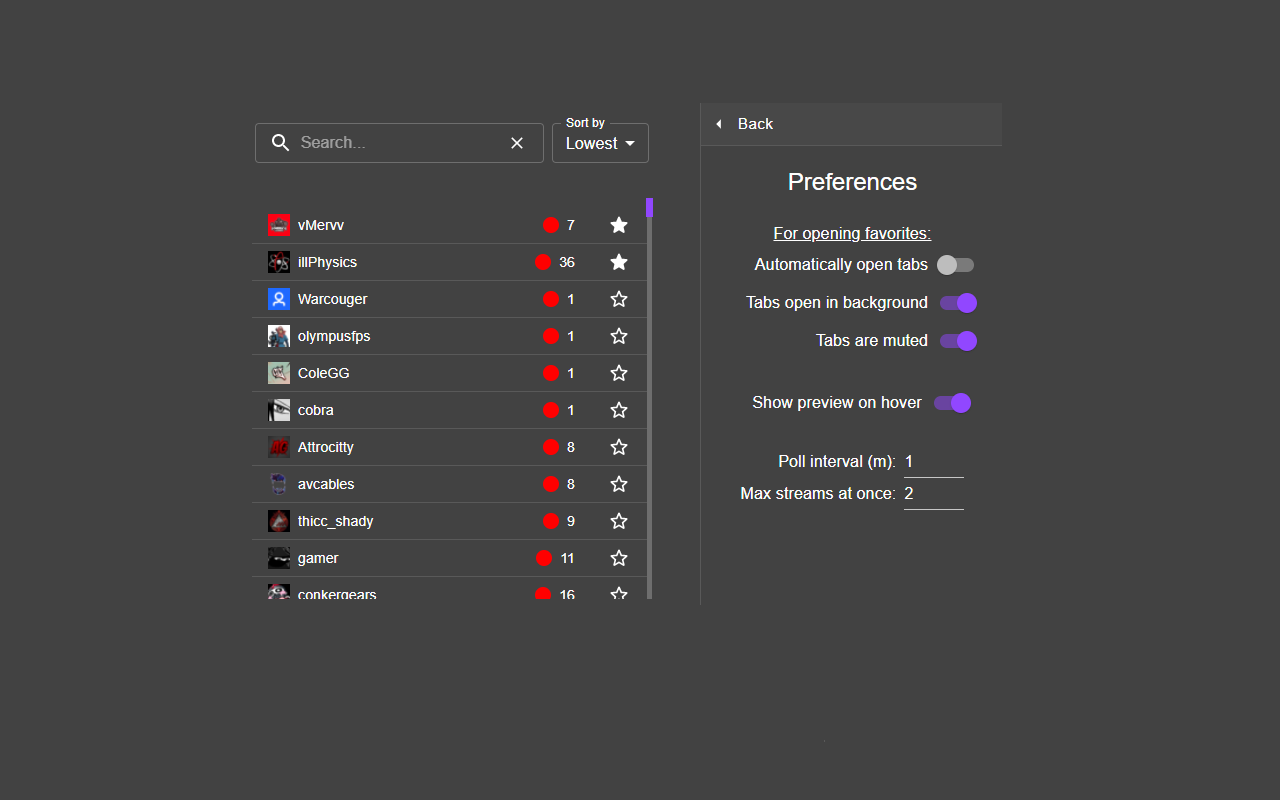 Search...
Sort by
Lowest
vMervv 7
illPhysics 36
Warcouger 1
olympusfps 1
ColeGG 1
cobra 1
Attrocitty 8
avcables 8
thicc_shady 9
gamer 11
conkergears 16
Back
Preferences
For opening favorites:
Automatically open tabs
Tabs open in background
Tabs are muted
Show preview on hover
Poll interval (m): 1
Max streams at once: 2